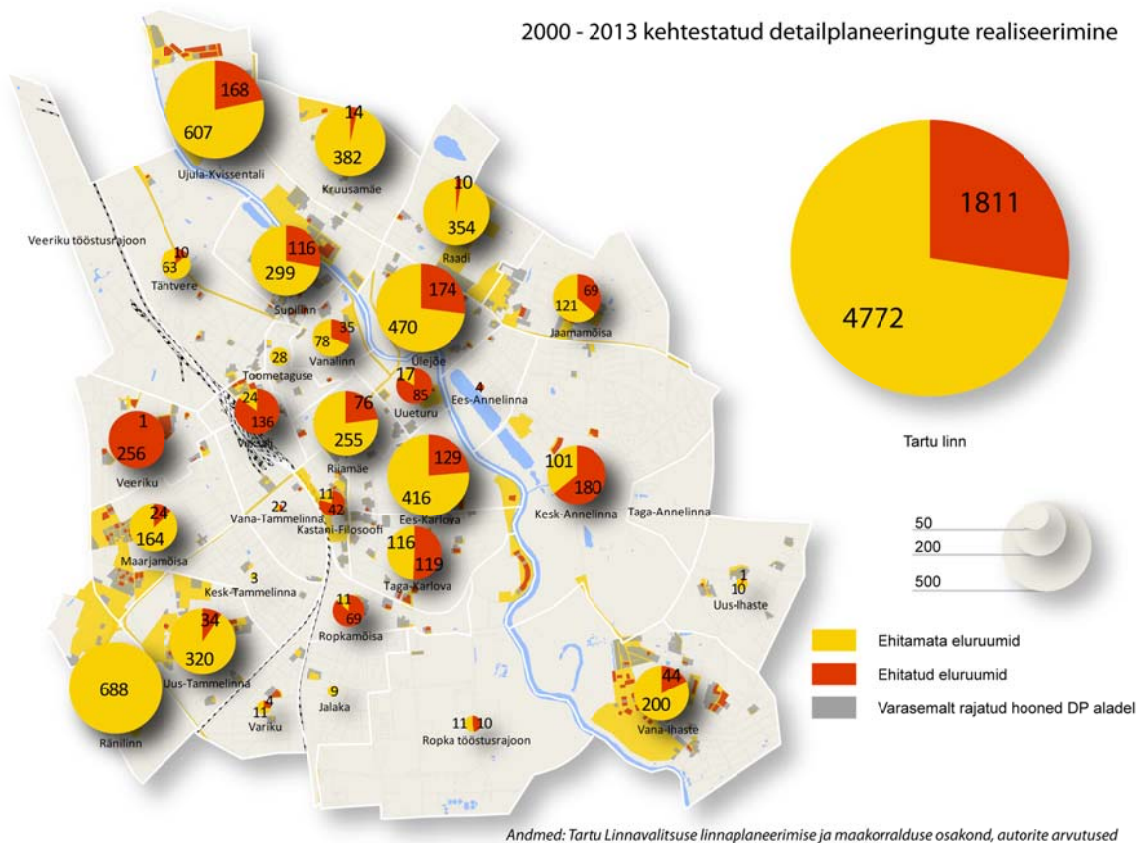 2000 - 2013 kehtestatud detailplaneeringute realiseerimine
168
607
Ujula-Kvissentali
14
382
Kruusamäe
10
354
Raadi
1811
4772
Tartu linn
Veeriku tööstusrajoon
10
63
Tähtvere
116
299
Supilinn
174
470
Ülejõe
69
121
Jaamamõisa
35
78
Vanalinn
28
Toometaguse
17
85
Uueturu
4
Ees-Annelinna
24
136
Vaksali
76
255
Riiamäe
1
256
Veeriku
129
416
Ees-Karlova
101
180
Kesk-Annelinna
Taga-Annelinna
22
Vana-Tammelinna
11
42
Kastani-Filosoofi
24
164
Maarjamõisa
116
119
Taga-Karlova
3
Kesk-Tammelinna
1
10
Uus-Ihaste
11
69
Ropkamõisa
34
320
Uus-Tammelinna
688
Ränilinn
4
11
Variku
9
Jalaka
11
10
Ropka tööstusrajoon
44
200
Vana-Ihaste
50
200
500
Ehitamata eluruumid
Ehitatud eluruumid
Varasemalt rajatud hooned DP aladel
Andmed: Tartu Linnavalitsuse linnaplaneerimise ja maakorralduse osakond, autorite arvutused